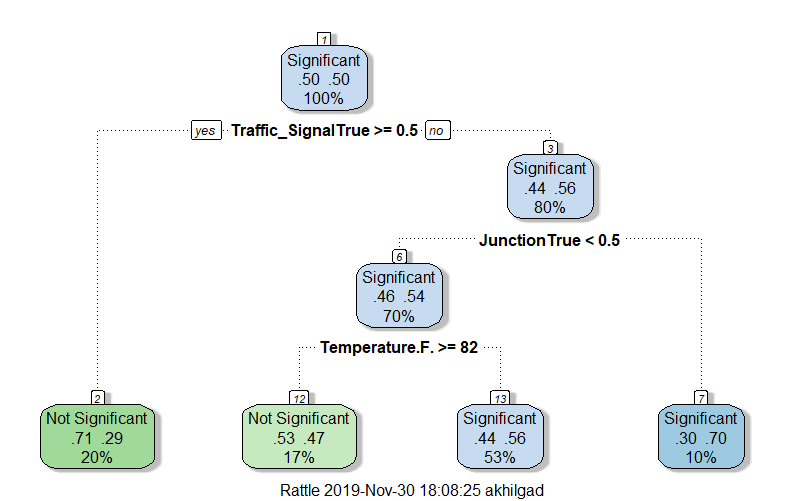 1
Significant
.50 .50
100%
yes Traffic_SignalTrue >= 0.5 no
3
Significant
.44 .56
80%
JunctionTrue < 0.5
6
Significant
.46 .54
70%
Temperature.F. >= 82
2
Not Significant
.71 .29
20%
12
Not Significant
.53 .47
17%
13
Significant
.44 .56
53%
7
Significant
.30 .70
10%
Rattle 2019-Nov-30 18:08:25 akhilgad